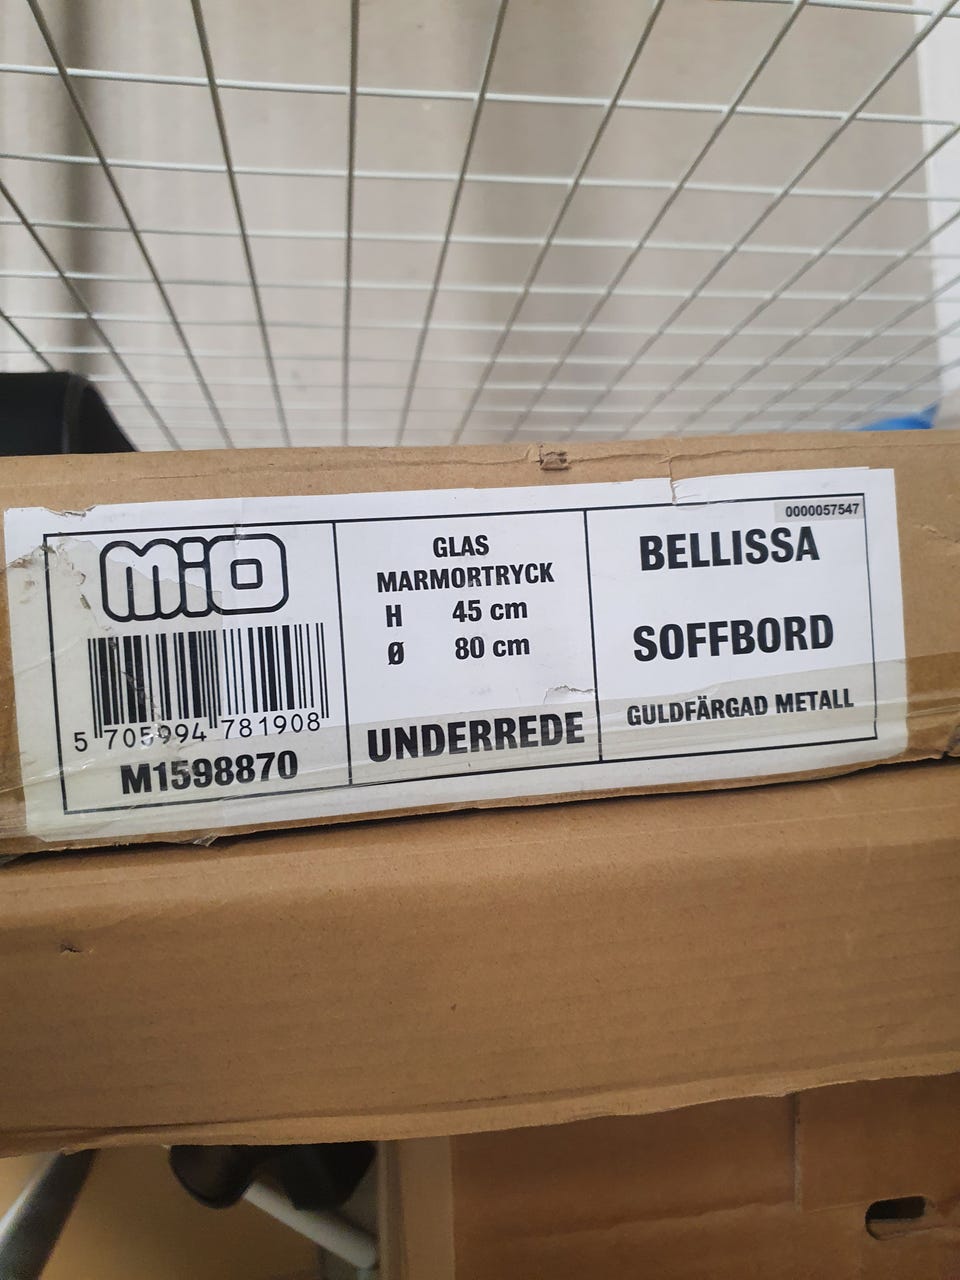 mio
5 705994 781908
M1598870
GLAS
MARMORTRYCK
H 45 cm
Ø 80 cm
UNDERREDE
0000057547
BELLISSA
SOFFBORD
GULDFÄRGAD METALL